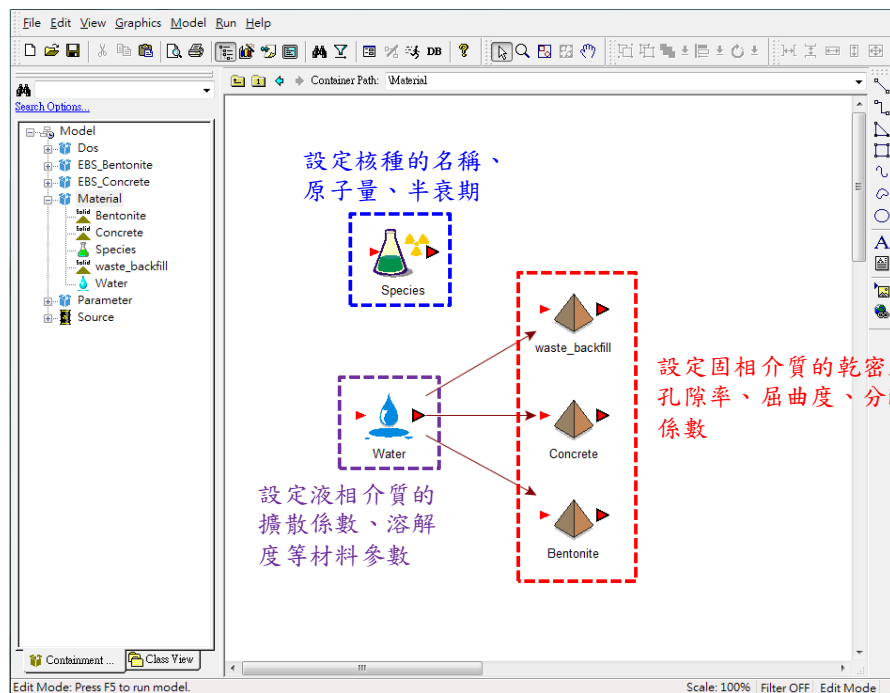 File Edit View Graphics Model Run Help
DB
Container Path: \Material
Search Options...
Model
Dos
EBS_Bentonite
EBS_Concrete
Material
Solid
Bentonite
Solid
Concrete
Species
Solid
waste_backfill
Water
Parameter
Source
設定核種的名稱、
原子量、半衰期
Species
waste_backfill
設定固相介質的乾密
孔隙率、屈曲度、分
係數
Water
Concrete
設定液相介質的
擴散係數、溶解
度等材料參數
Bentonite
Containment ... Class View
Edit Mode: Press F5 to run model.
Scale: 100% Filter OFF Edit Mode